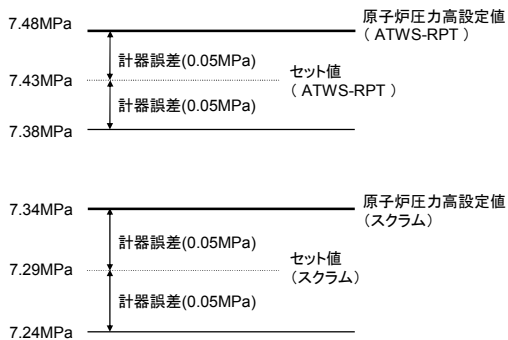 7.48MPa
原子炉圧力高設定値
（ ATWS-RPT ）
計器誤差(0.05MPa)
7.43MPa
セット値
（ ATWS-RPT ）
計器誤差(0.05MPa)
7.38MPa
7.34MPa
原子炉圧力高設定値
（スクラム）
計器誤差(0.05MPa)
7.29MPa
セット値
（スクラム）
計器誤差(0.05MPa)
7.24MPa